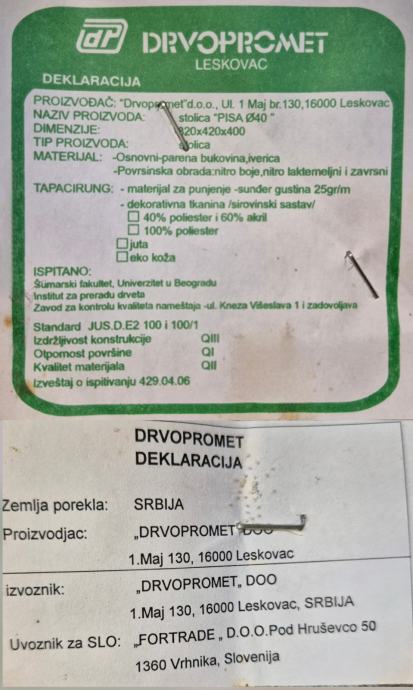 dp DRVOPROMET
LESKOVAC
DEKLARACIJA
PROIZVOĐAČ: "Drvopromet"d.o.o., Ul. 1 Maj br.130,16000 Leskovac
NAZIV PROIZVODA: stolica "PISA Ø40 "
DIMENZIJE: 820x420x400
TIP PROIZVODA: stolica
MATERIJAL: -Osnovni-parena bukovina,iverica
-Povrsinska obrada:nitro boje,nitro laktemeljni i zavrsni
TAPACIRUNG: - materijal za punjenje -sunđer gustina 25gr/m
- dekorativna tkanina /sirovinski sastav/
40% poliester i 60% akril
100% poliester
juta
eko koža
ISPITANO:
Šumarski fakultet, Univerzitet u Beogradu
Institut za preradu drveta
Zavod za kontrolu kvaliteta nameštaja -ul. Kneza Višeslava 1 i zadovoljava
Standard JUS.D.E2 100 i 100/1
Izdržljivost konstrukcije QIII
Otpornost površine QI
Kvalitet materijala QII
Izveštaj o ispitivanju 429.04.06
DRVOPROMET
DEKLARACIJA
Zemlja porekla: SRBIJA
Proizvodjac: „DRVOPROMET DOO
1.Maj 130, 16000 Leskovac
izvoznik: „DRVOPROMET„ DOO
1.Maj 130, 16000 Leskovac, SRBIJA
Uvoznik za SLO: „FORTRADE „ D.O.O.Pod Hruševco 50
1360 Vrhnika, Slovenija